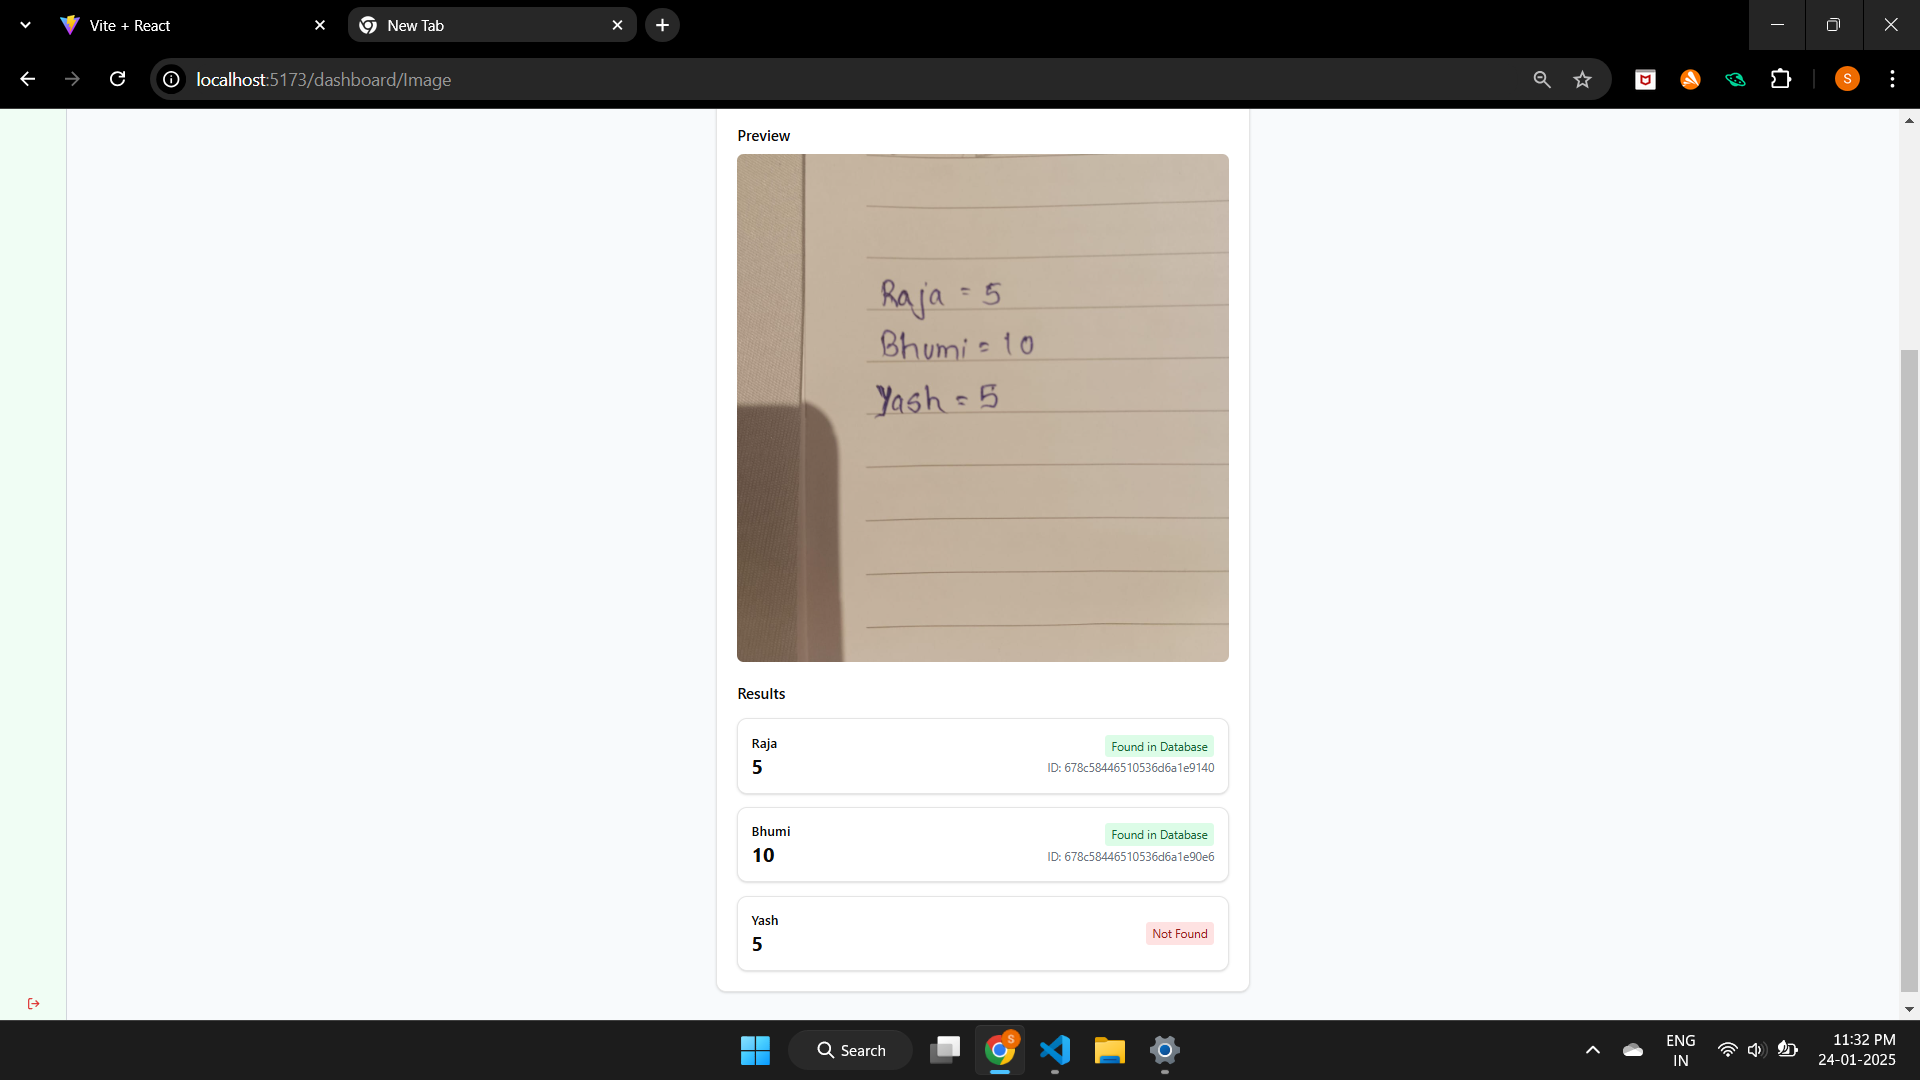 Vite + React
New Tab
localhost:5173/dashboard/Image
S
Preview
Raja = 5
Bhumi = 10
Yash = 5
Results
Raja
Found in Database
5
ID: 678c58446510536d6a1e9140
Bhumi
Found in Database
10
ID: 678c58446510536d6a1e90e6
Yash
Not Found
5
S
Search
ENG
IN
11:32 PM
24-01-2025